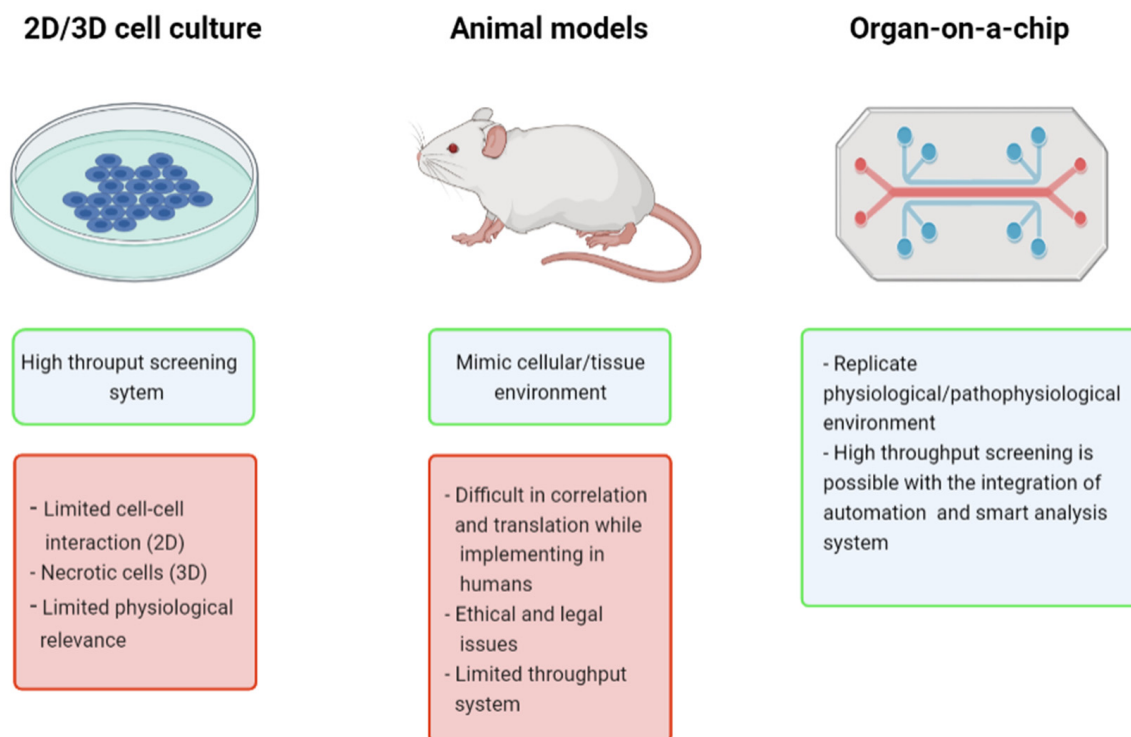 2D/3D cell culture
Animal models
Organ-on-a-chip
High throuput screening
sytem
- Limited cell-cell
interaction (2D)
- Necrotic cells (3D)
- Limited physiological
relevance
Mimic cellular/tissue
environment
- Difficult in correlation
and translation while
implementing in
humans
- Ethical and legal
issues
- Limited throughput
system
- Replicate
physiological/pathophysiological
environment
- High throughput screening is
possible with the integration of
automation and smart analysis
system